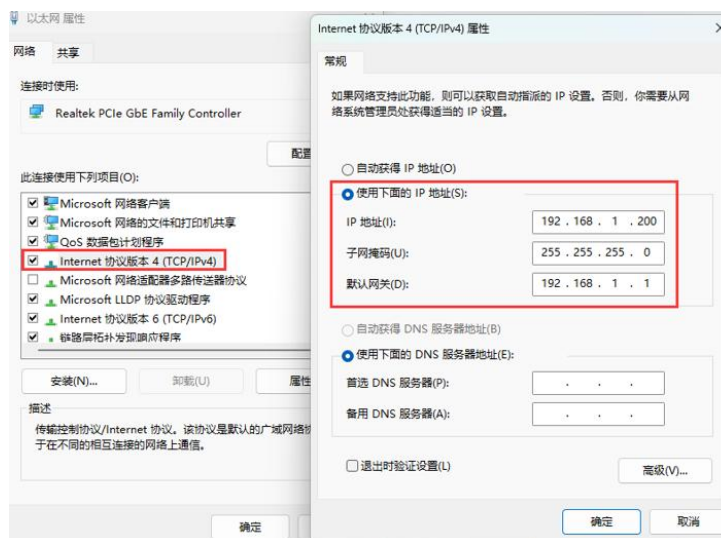 以太网 属性
网络 共享
连接时使用:
Realtek PCIe GbE Family Controller
配置
此连接使用下列项目(O):
Microsoft 网络客户端
Microsoft 网络的文件和打印机共享
QoS 数据包计划程序
Internet 协议版本 4 (TCP/IPv4)
Microsoft 网络适配器多路传送器协议
Microsoft LLDP 协议驱动程序
Internet 协议版本 6 (TCP/IPv6)
链路层拓扑发现响应程序
安装(N)... 卸载(U) 属性
描述
传输控制协议/Internet 协议。该协议是默认的广域网络协
于在不同的相互连接的网络上通信。
确定
Internet 协议版本 4 (TCP/IPv4) 属性
常规
如果网络支持此功能，则可以获取自动指派的 IP 设置。否则，你需要从网
络系统管理员处获得适当的 IP 设置。
自动获得 IP 地址(O)
使用下面的 IP 地址(S):
IP 地址(I): 192 . 168 . 1 . 200
子网掩码(U): 255 . 255 . 255 . 0
默认网关(D): 192 . 168 . 1 . 1
自动获得 DNS 服务器地址(B)
使用下面的 DNS 服务器地址(E):
首选 DNS 服务器(P): . . .
备用 DNS 服务器(A): . . .
退出时验证设置(L)
高级(V)...
确定 取消